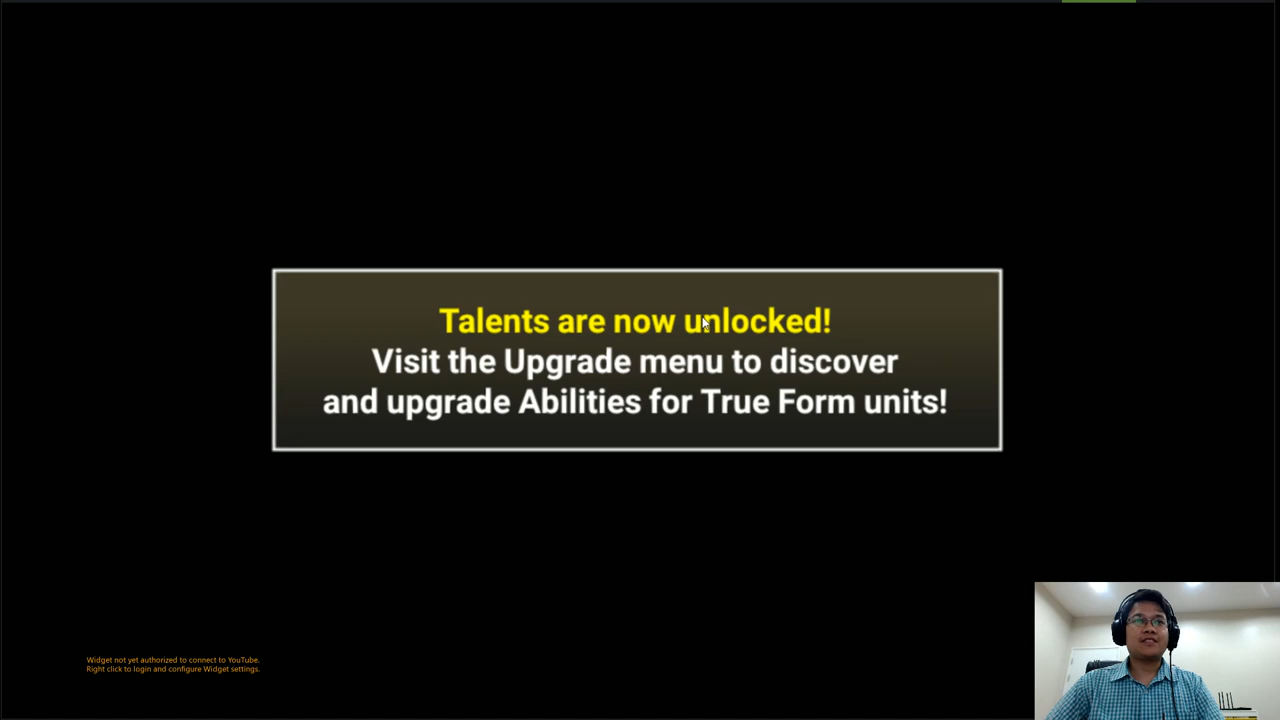 Talents are now unlocked!
Visit the Upgrade menu to discover
and upgrade Abilities for True Form units!
Widget not yet authorized to connect to YouTube.
Right click to login and configure Widget settings.